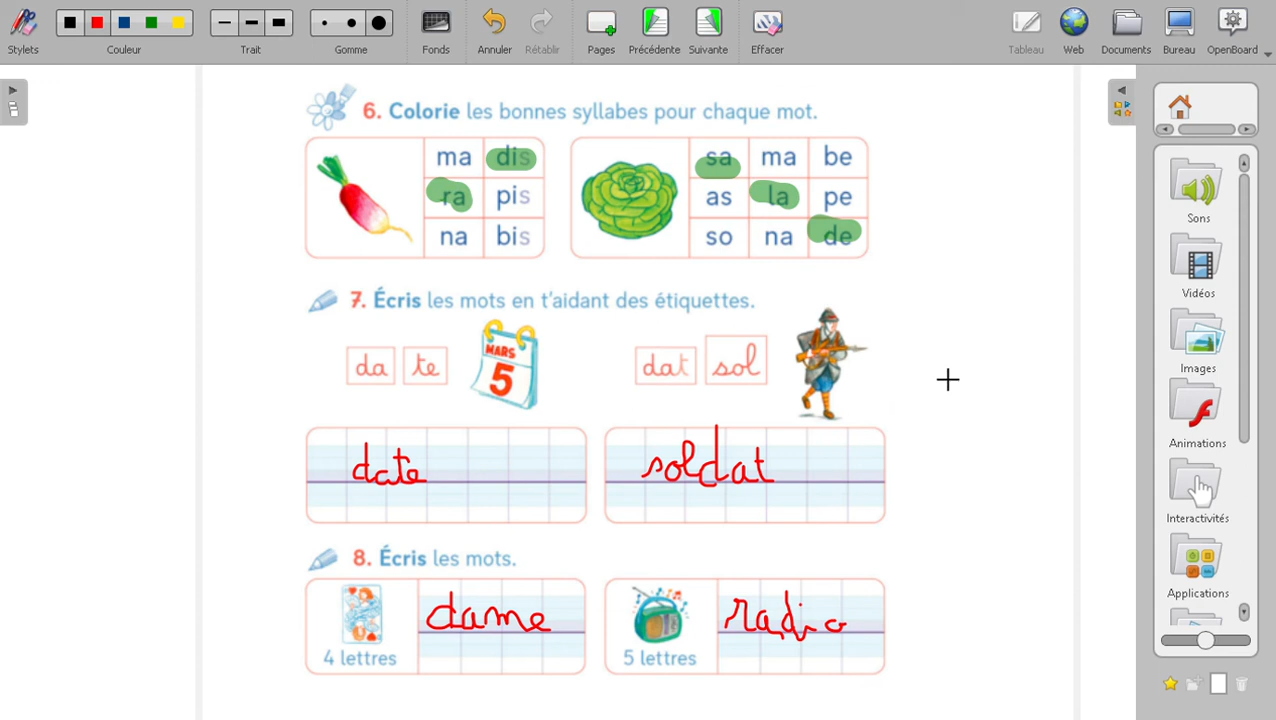 Stylets Couleur Trait Gomme Fonds Annuler Rétablir Pages Précédente Suivante Effacer Tableau Web Documents Bureau OpenBoard
6. Colorie les bonnes syllabes pour chaque mot.
ma dis
ra pis
na bis
sa ma be
as la pe
so na de
7. Écris les mots en t'aidant des étiquettes.
da te
MARS
5
dat sol
date
soldat
8. Écris les mots.
4 lettres
dame
5 lettres
radio
Sons
Vidéos
Images
Animations
Interactivités
Applications